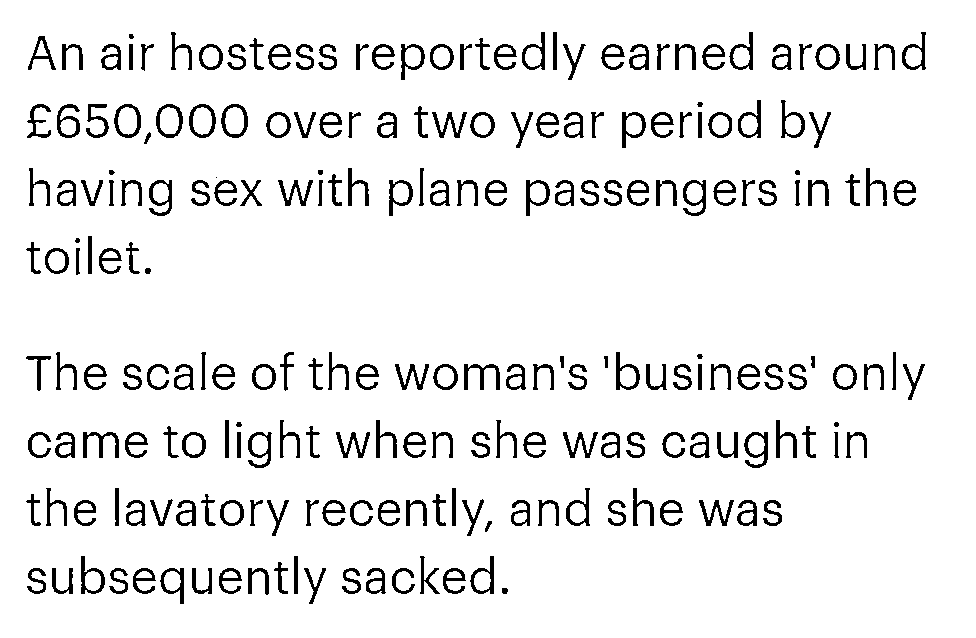 An air hostess reportedly earned around
£650,000 over a two year period by
having sex with plane passengers in the
toilet.
The scale of the woman's 'business' only
came to light when she was caught in
the lavatory recently, and she was
subsequently sacked.